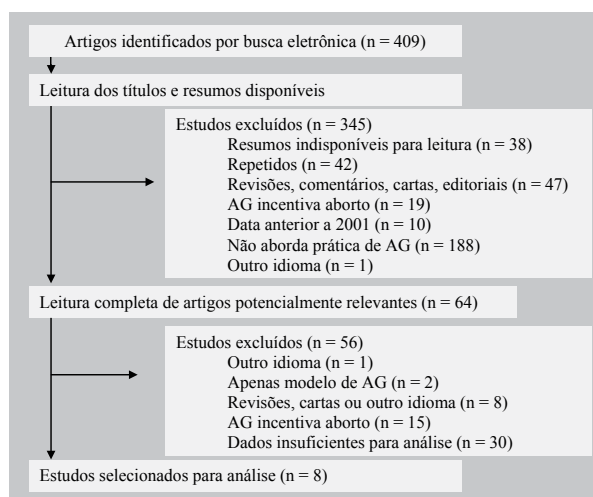 Artigos identificados por busca eletrônica (n = 409)
Leitura dos títulos e resumos disponíveis
Estudos excluídos (n = 345)
Resumos indisponíveis para leitura (n = 38)
Repetidos (n = 42)
Revisões, comentários, cartas, editoriais (n = 47)
AG incentiva aborto (n = 19)
Data anterior a 2001 (n = 10)
Não aborda prática de AG (n = 188)
Outro idioma (n = 1)
Leitura completa de artigos potencialmente relevantes (n = 64)
Estudos excluídos (n = 56)
Outro idioma (n = 1)
Apenas modelo de AG (n = 2)
Revisões, cartas ou outro idioma (n = 8)
AG incentiva aborto (n = 15)
Dados insuficientes para análise (n = 30)
Estudos selecionados para análise (n = 8)